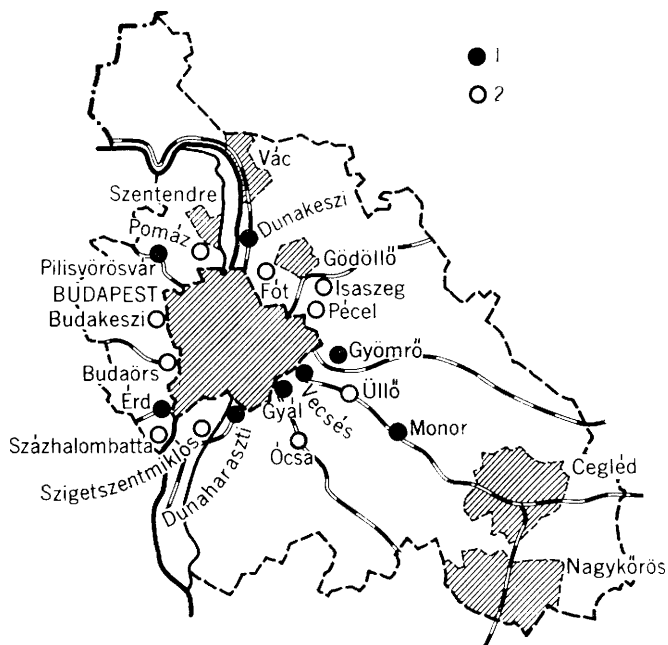 1
2
Vác
Szentendre
Dunakeszi
Pomáz
Gödöllő
Pilisvörösvár
Fót
Isaszeg
BUDAPEST
Pécel
Budakeszi
Gyömrő
Budaörs
Üllő
Érd
Gyál
Vecsés
Monor
Százhalombatta
Szigetszentmiklos
Dunaharaszti
Ócsa
Cegléd
Nagykőrös